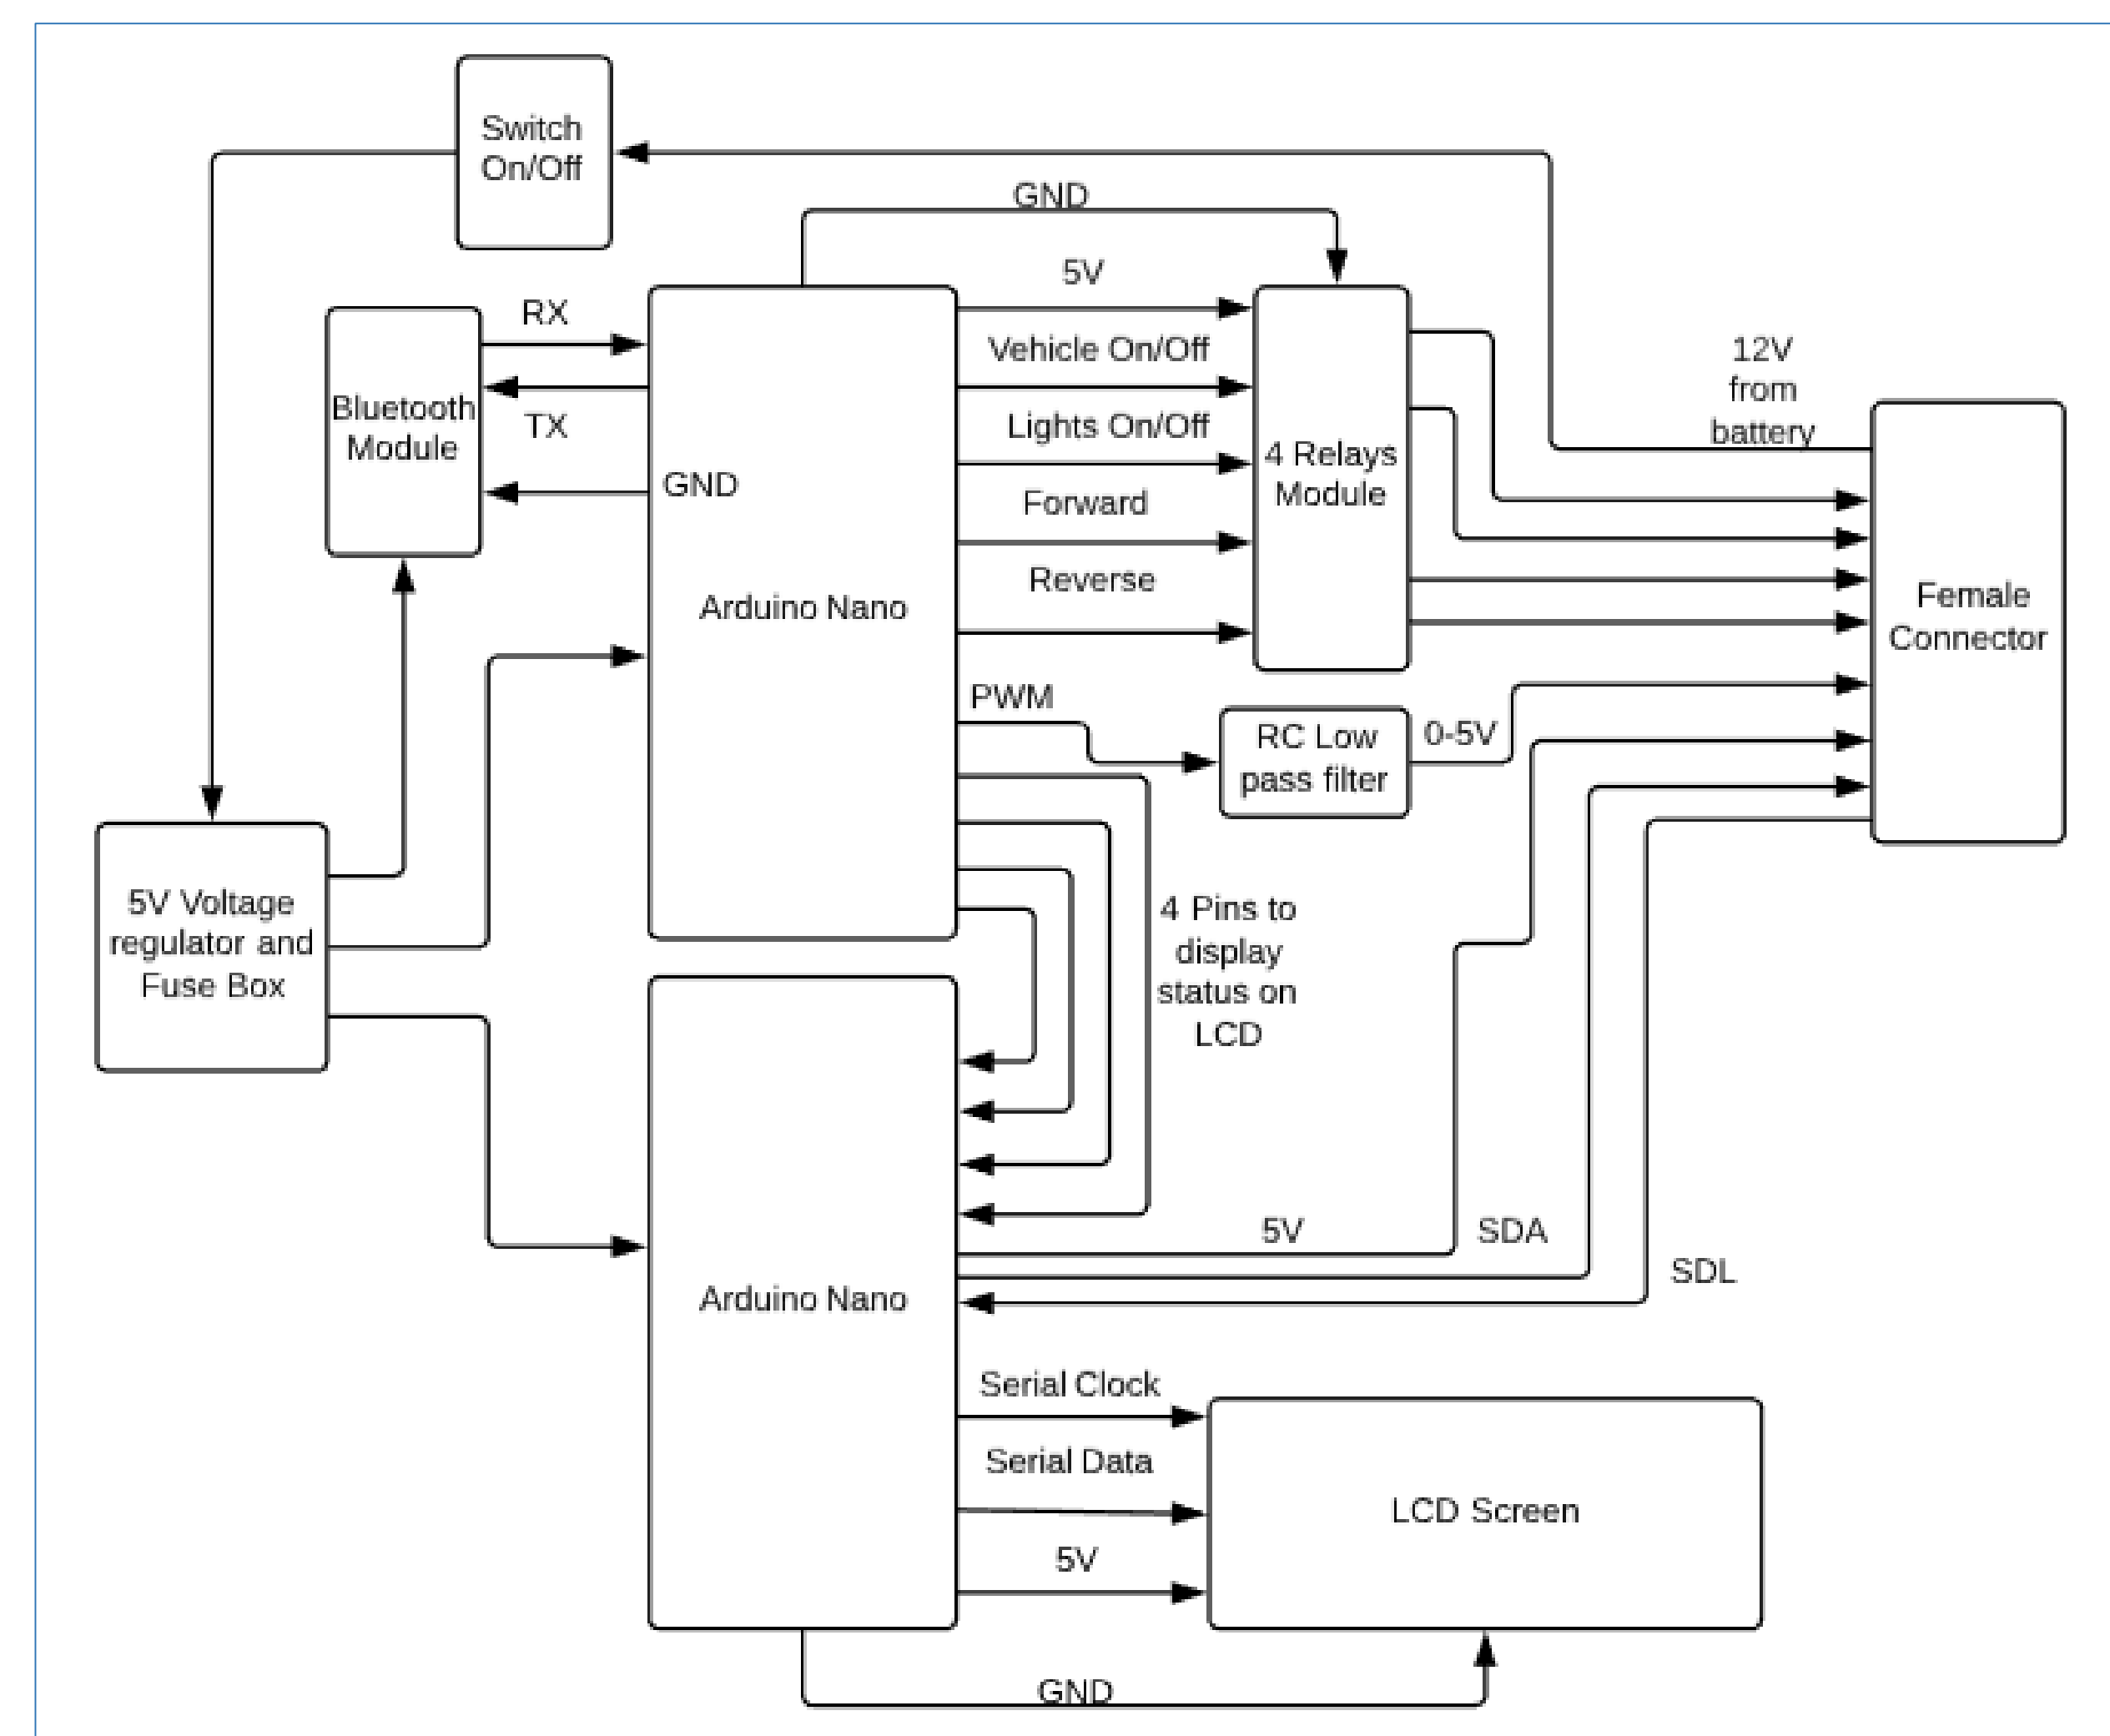 Switch
On/Off
GND
5V
RX
Vehicle On/Off
12V
from
battery
Bluetooth
Module
TX
Lights On/Off
4 Relays
Module
GND
Forward
Reverse
Arduino Nano
Female
Connector
PWM
RC Low
pass filter
0-5V
5V Voltage
regulator and
Fuse Box
4 Pins to
display
status on
LCD
5V
SDA
SDL
Arduino Nano
Serial Clock
Serial Data
LCD Screen
5V
GND